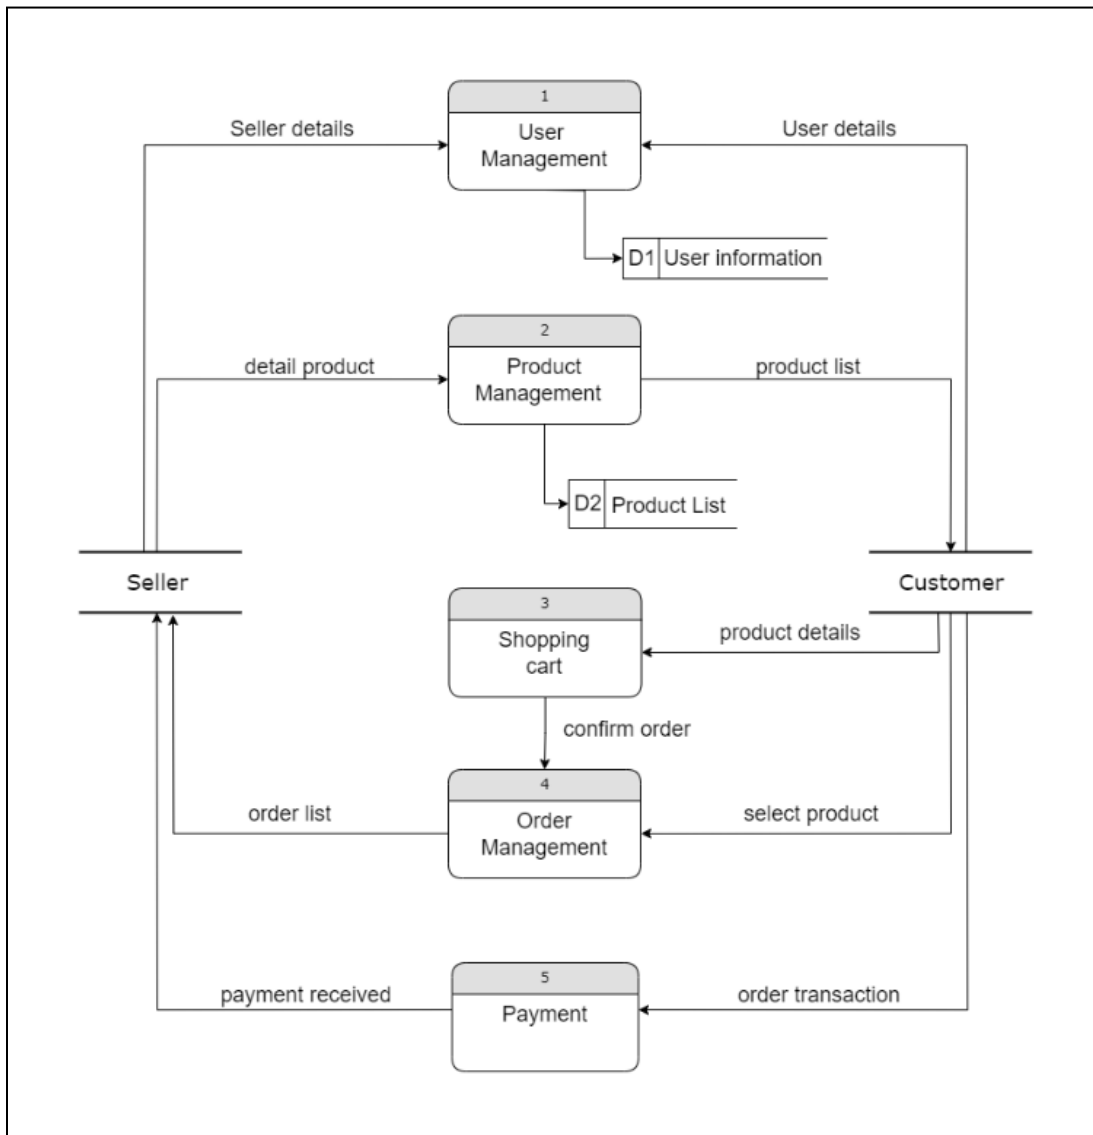 1
User
Management
Seller details
User details
D1
User information
2
Product
Management
detail product
product list
D2
Product List
Seller
Customer
3
Shopping
cart
product details
confirm order
4
Order
Management
order list
select product
5
Payment
payment received
order transaction